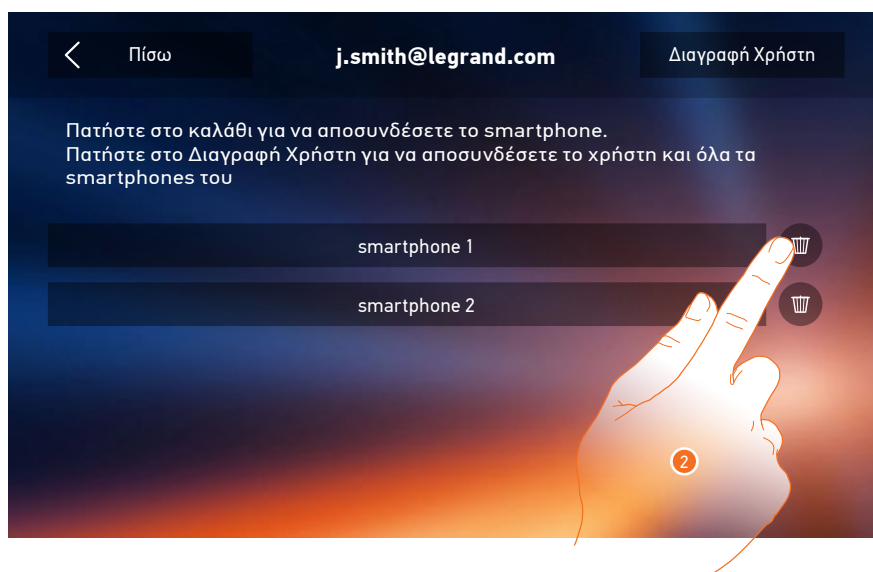 Πίσω
j.smith@legrand.com
Διαγραφή Χρήστη
Πατήστε στο καλάθι για να αποσυνδέσετε το smartphone.
Πατήστε στο Διαγραφή Χρήστη για να αποσυνδέσετε το χρήστη και όλα τα
smartphones του
smartphone 1
smartphone 2
2